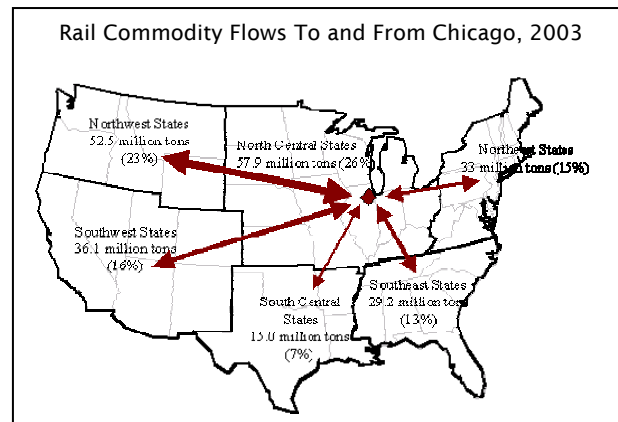 Rail Commodity Flows To and From Chicago, 2003
Northwest States
52.5 million tons
(23%)
North Central States
57.9 million tons (26%)
Northeast States
33 million tons (15%)
Southwest States
36.1 million tons
(16%)
South Central
States
15.0 million tons
(7%)
Southeast States
29.2 million tons
(13%)